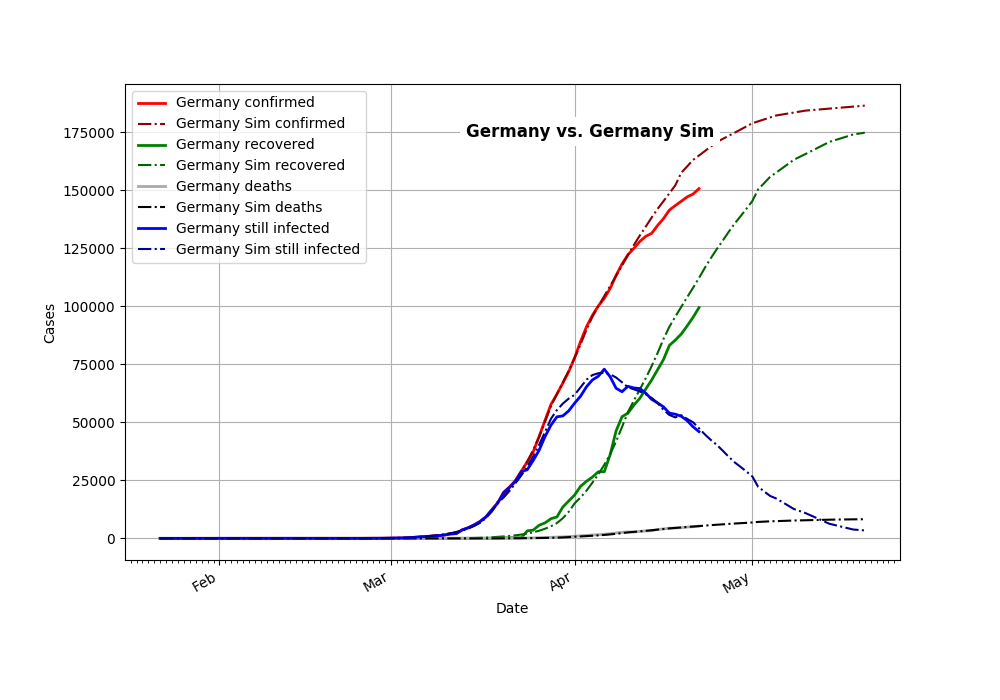 Germany vs. Germany Sim
Germany confirmed
Germany Sim confirmed
Germany recovered
Germany Sim recovered
Germany deaths
Germany Sim deaths
Germany still infected
Germany Sim still infected
Cases
175000
150000
125000
100000
75000
50000
25000
0
Feb
Mar
Apr
May
Date